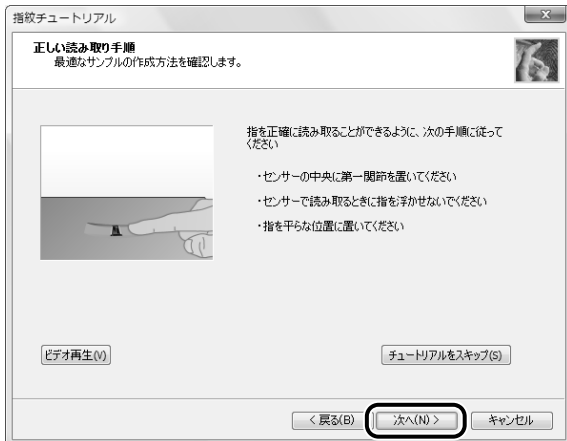 指紋チュートリアル
正しい読み取り手順
最適なサンプルの作成方法を確認します。
指を正確に読み取ることができるように、次の手順に従って
ください
・センサーの中央に第一関節を置いてください
・センサーで読み取るときに指を浮かせないでください
・指を平らな位置に置いてください
ビデオ再生(V)
チュートリアルをスキップ(S)
< 戻る(B)
次へ(N) >
キャンセル